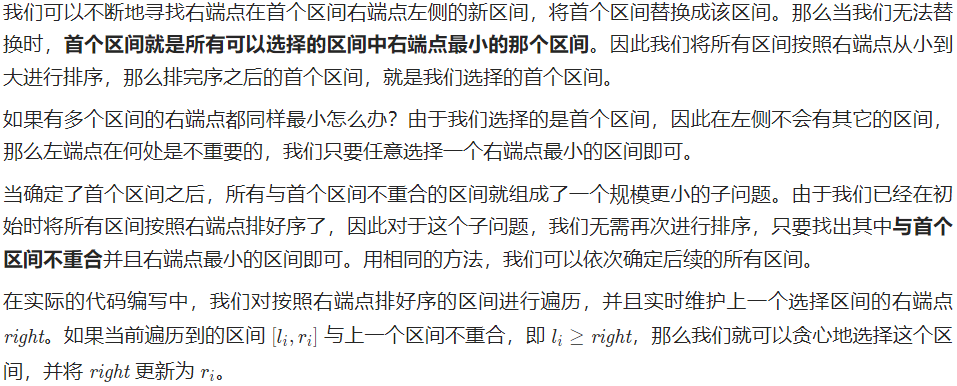 我们可以不断地寻找右端点在首个区间右端点左侧的新区间，将首个区间替换成该区间。那么当我们无法替
换时，首个区间就是所有可以选择的区间中右端点最小的那个区间。因此我们将所有区间按照右端点从小到
大进行排序，那么排完序之后的首个区间，就是我们选择的首个区间。
如果有多个区间的右端点都同样最小怎么办？由于我们选择的是首个区间，因此在左侧不会有其它的区间，
那么左端点在何处是不重要的，我们只要任意选择一个右端点最小的区间即可。
当确定了首个区间之后，所有与首个区间不重合的区间就组成了一个规模更小的子问题。由于我们已经在初
始时将所有区间按照右端点排好序了，因此对于这个子问题，我们无需再次进行排序，只要找出其中与首个
区间不重合并且右端点最小的区间即可。用相同的方法，我们可以依次确定后续的所有区间。
在实际的代码编写中，我们对按照右端点排好序的区间进行遍历，并且实时维护上一个选择区间的右端点
right。如果当前遍历到的区间 [lᵢ, rᵢ] 与上一个区间不重合，即 lᵢ ≥ right，那么我们就可以贪心地选择这个区
间，并将 right 更新为 rᵢ。